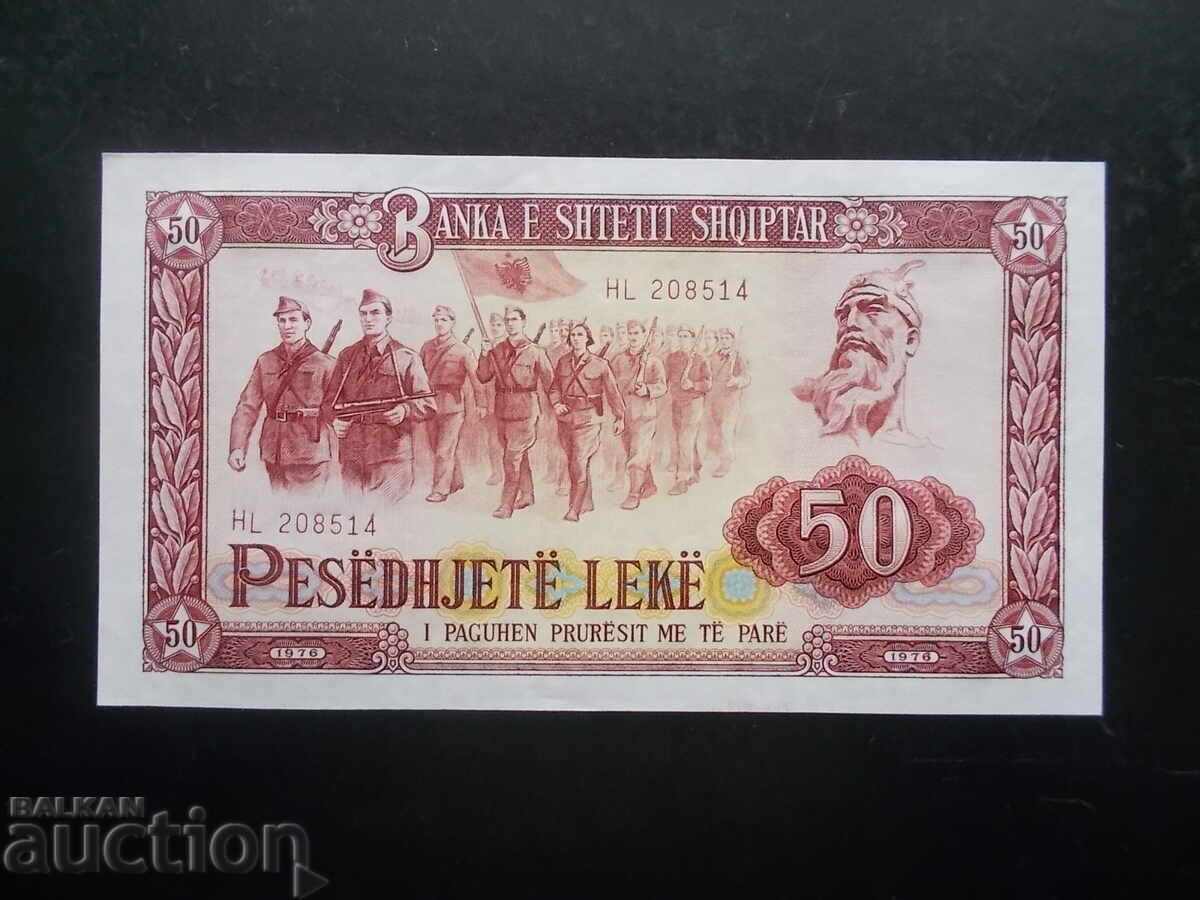 50 BANKA E SHTETIT SHQIPTAR 50
HL 208514
HL 208514
50
PESËDHJETË LEKË
I PAGUHEN PRURËSIT ME TË PARË
50 1976 1976 50
BALKAN
auction